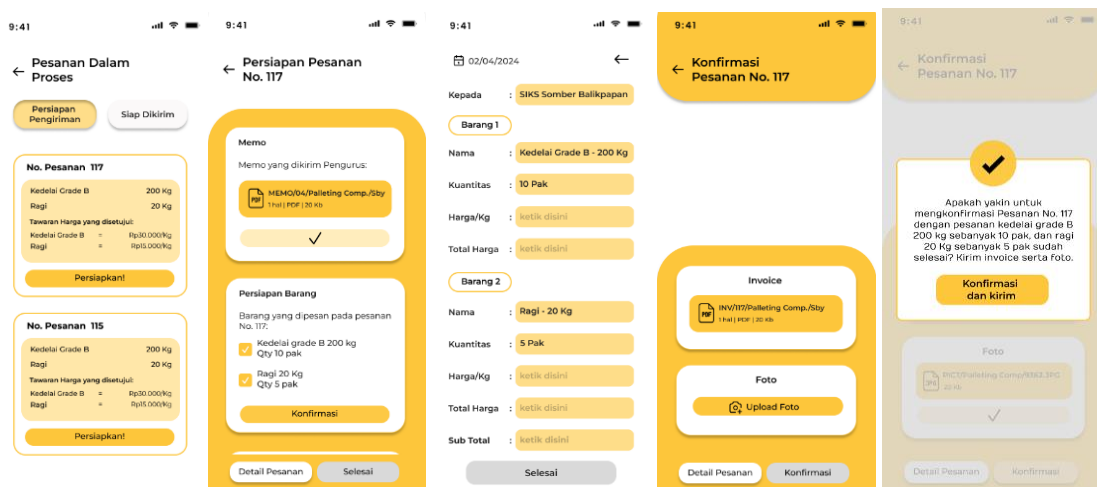 9:41
Pesanan Dalam
Proses
Persiapan
Pengiriman
Siap Dikirim
No. Pesanan 117
Kedelai Grade B 200 Kg
Ragi 20 Kg
Tawaran Harga yang disetujui:
Kedelai Grade B = Rp30.000/Kg
Ragi = Rp15.000/Kg
Persiapkan!
No. Pesanan 115
Kedelai Grade B 200 Kg
Ragi 20 Kg
Tawaran Harga yang disetujui:
Kedelai Grade B = Rp30.000/Kg
Ragi = Rp15.000/Kg
Persiapkan!
9:41
Persiapan Pesanan
No. 117
Memo
Memo yang dikirim Pengurus:
PDF
MEMO/04/Palleting Comp./Sby
1 hal | PDF | 20 Kb
Persiapan Barang
Barang yang dipesan pada pesanan
No. 117:
Kedelai grade B 200 kg
Qty 10 pak
Ragi 20 Kg
Qty 5 pak
Konfirmasi
Detail Pesanan
Selesai
9:41
02/04/2024
Kepada : SIKS Somber Balikpapan
Barang 1
Nama : Kedelai Grade B - 200 Kg
Kuantitas : 10 Pak
Harga/Kg : ketik disini
Total Harga : ketik disini
Barang 2
Nama : Ragi - 20 Kg
Kuantitas : 5 Pak
Harga/Kg : ketik disini
Total Harga : ketik disini
Sub Total : ketik disini
Selesai
9:41
Konfirmasi
Pesanan No. 117
Invoice
PDF
INV/117/Palleting Comp./Sby
1 hal | PDF | 20 Kb
Foto
Upload Foto
Detail Pesanan
Konfirmasi
9:41
Konfirmasi
Pesanan No. 117
Apakah yakin untuk
mengkonfirmasi Pesanan No. 117
dengan pesanan kedelai grade B
200 kg sebanyak 10 pak, dan ragi
20 Kg sebanyak 5 pak sudah
selesai? Kirim invoice serta foto.
Konfirmasi
dan kirim
Foto
JPG
20 Kb
Detail Pesanan
Konfirmasi